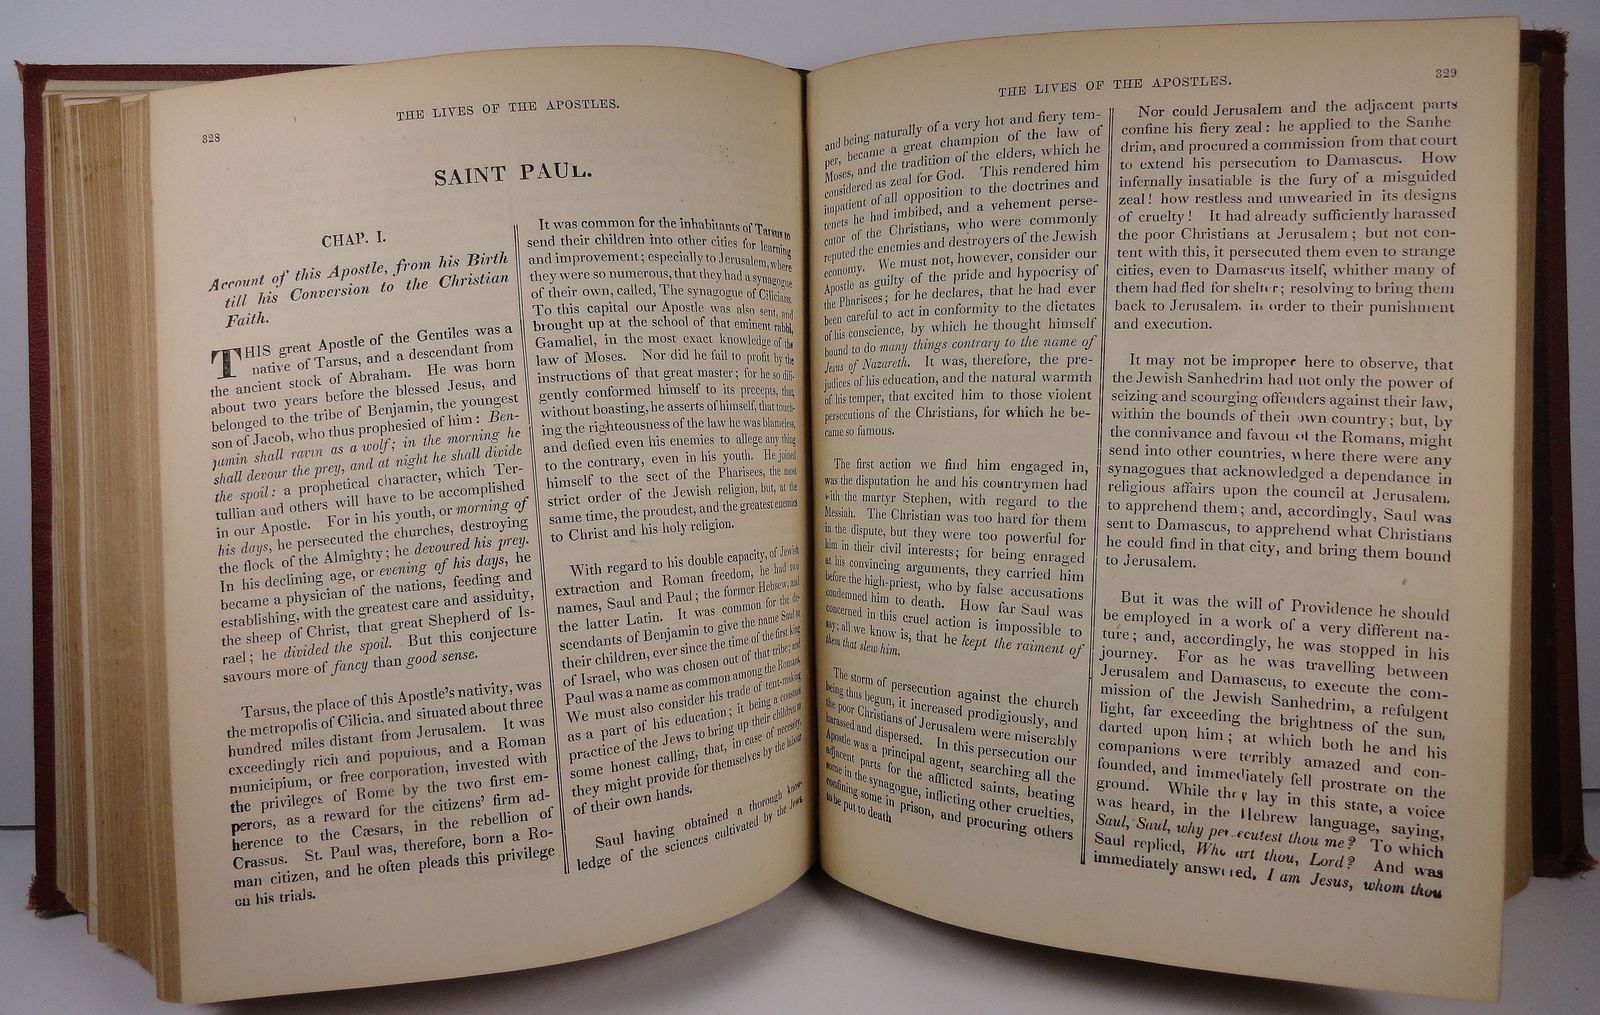 328
THE LIVES OF THE APOSTLES.
SAINT PAUL.
CHAP. I.
Account of this Apostle, from his Birth
till his Conversion to the Christian
Faith.
THIS great Apostle of the Gentiles was a
native of Tarsus, and a descendant from
the ancient stock of Abraham. He was born
about two years before the blessed Jesus, and
belonged to the tribe of Benjamin, the youngest
son of Jacob, who thus prophesied of him: Ben-
jamin shall ravin as a wolf; in the morning he
shall devour the prey, and at night he shall divide
the spoil: a prophetical character, which Ter-
tullian and others will have to be accomplished
in our Apostle. For in his youth, or morning of
his days, he persecuted the churches, destroying
the flock of the Almighty; he devoured his prey.
In his declining age, or evening of his days, he
became a physician of the nations, feeding and
establishing, with the greatest care and assiduity,
the sheep of Christ, that great Shepherd of Is-
rael; he divided the spoil. But this conjecture
savours more of fancy than good sense.
Tarsus, the place of this Apostle's nativity, was
the metropolis of Cilicia, and situated about three
hundred miles distant from Jerusalem. It was
exceedingly rich and populous, and a Roman
municipium, or free corporation, invested with
the privileges of Rome by the two first em-
perors, as a reward for the citizens' firm ad-
herence to the Cæsars, in the rebellion of
Crassus. St. Paul was, therefore, born a Ro-
man citizen, and he often pleads this privilege
on his trials.
It was common for the inhabitants of Tarsus to
send their children into other cities for learning
and improvement; especially to Jerusalem, where
they were so numerous, that they had a synagogue
of their own, called, The synagogue of Cilicians.
To this capital our Apostle was also sent, and
brought up at the school of that eminent rabbi,
Gamaliel, in the most exact knowledge of the
law of Moses. Nor did he fail to profit by the
instructions of that great master; for he so dili-
gently conformed himself to its precepts, that,
without boasting, he asserts of himself, that touch-
ing the righteousness of the law he was blameless,
and defied even his enemies to allege any thing
to the contrary, even in his youth. He joined
himself to the sect of the Pharisees, the most
strict order of the Jewish religion, but, at the
same time, the proudest, and the greatest enemies
to Christ and his holy religion.
With regard to his double capacity, of Jewish
extraction and Roman freedom, he had two
names, Saul and Paul; the former Hebrew, and
the latter Latin. It was common for the de-
scendants of Benjamin to give the name Saul to
their children, ever since the time of the first king
of Israel, who was chosen out of that tribe; and
Paul was a name as common among the Romans.
We must also consider his trade of tent-making
as a part of his education; it being a constant
practice of the Jews to bring up their children to
some honest calling, that, in case of necessity,
they might provide for themselves by the labour
of their own hands.
Saul having obtained a thorough know-
ledge of the sciences cultivated by the Jews,
THE LIVES OF THE APOSTLES.
329
and being naturally of a very hot and fiery tem-
per, became a great champion of the law of
Moses, and the tradition of the elders, which he
considered as zeal for God. This rendered him
impatient of all opposition to the doctrines and
tenets he had imbibed, and a vehement perse-
cutor of the Christians, who were commonly
reputed the enemies and destroyers of the Jewish
economy. We must not, however, consider our
Apostle as guilty of the pride and hypocrisy of
the Pharisees; for he declares, that he had ever
been careful to act in conformity to the dictates
of his conscience, by which he thought himself
bound to do many things contrary to the name of
Jesus of Nazareth. It was, therefore, the pre-
judices of his education, and the natural warmth
of his temper, that excited him to those violent
persecutions of the Christians, for which he be-
came so famous.
The first action we find him engaged in,
was the disputation he and his countrymen had
with the martyr Stephen, with regard to the
Messiah. The Christian was too hard for them
in the dispute, but they were too powerful for
him in their civil interests; for being enraged
at his convincing arguments, they carried him
before the high-priest, who by false accusations
condemned him to death. How far Saul was
concerned in this cruel action is impossible to
say; all we know is, that he kept the raiment of
them that slew him.
The storm of persecution against the church
being thus begun, it increased prodigiously, and
the poor Christians of Jerusalem were miserably
harassed and dispersed. In this persecution our
Apostle was a principal agent, searching all the
adjacent parts for the afflicted saints, beating
some in the synagogue, inflicting other cruelties,
confining some in prison, and procuring others
to be put to death
Nor could Jerusalem and the adjacent parts
confine his fiery zeal: he applied to the Sanhe
drim, and procured a commission from that court
to extend his persecution to Damascus. How
infernally insatiable is the fury of a misguided
zeal! how restless and unwearied in its designs
of cruelty! It had already sufficiently harassed
the poor Christians at Jerusalem; but not con-
tent with this, it persecuted them even to strange
cities, even to Damascus itself, whither many of
them had fled for shelter; resolving to bring them
back to Jerusalem. in order to their punishment
and execution.
It may not be improper here to observe, that
the Jewish Sanhedrim had not only the power of
seizing and scourging offenders against their law,
within the bounds of their own country; but, by
the connivance and favour of the Romans, might
send into other countries, where there were any
synagogues that acknowledged a dependance in
religious affairs upon the council at Jerusalem.
to apprehend them; and, accordingly, Saul was
sent to Damascus, to apprehend what Christians
he could find in that city, and bring them bound
to Jerusalem.
But it was the will of Providence he should
be employed in a work of a very different na-
ture; and, accordingly, he was stopped in his
journey. For as he was travelling between
Jerusalem and Damascus, to execute the com-
mission of the Jewish Sanhedrim, a refulgent
light, far exceeding the brightness of the sun,
darted upon him; at which both he and his
companions were terribly amazed and con-
founded, and immediately fell prostrate on the
ground. While they lay in this state, a voice
was heard, in the Hebrew language, saying,
Saul, Saul, why persecutest thou me? To which
Saul replied, Who art thou, Lord? And was
immediately answered. I am Jesus, whom thou